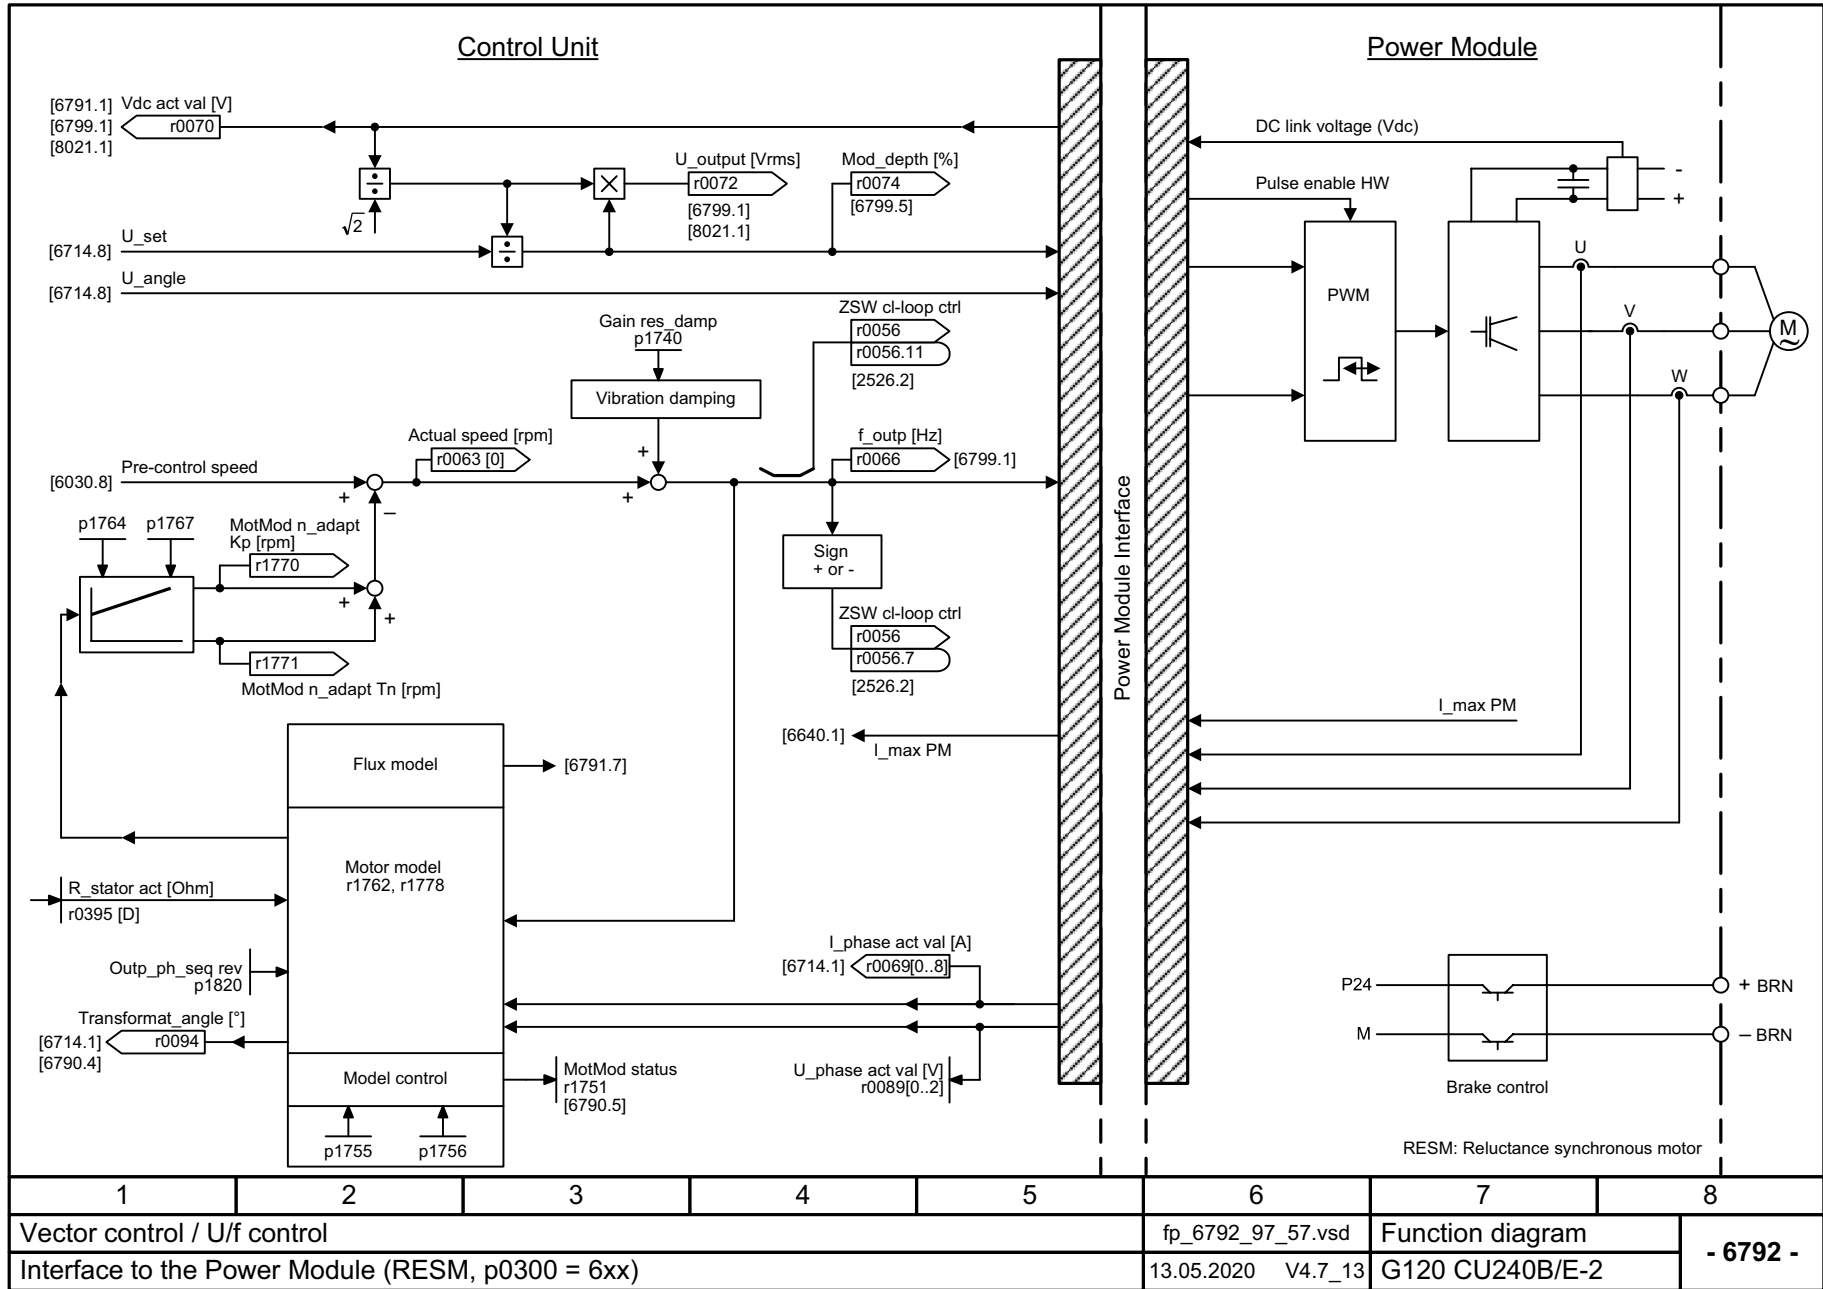 Control Unit
Power Module
[6791.1]
[6799.1]
[8021.1]
Vdc act val [V]
r0070
÷
√2
×
U_output [Vrms]
r0072
[6799.1]
[8021.1]
Mod_depth [%]
r0074
[6799.5]
[6714.8]
U_set
÷
[6714.8]
U_angle
ZSW cl-loop ctrl
r0056
r0056.11
[2526.2]
Gain res_damp
p1740
Vibration damping
+
+
Actual speed [rpm]
r0063 [0]
f_outp [Hz]
r0066
[6799.1]
[6030.8]
Pre-control speed
+
–
p1764
p1767
MotMod n_adapt
Kp [rpm]
r1770
+
+
r1771
MotMod n_adapt Tn [rpm]
Sign
+ or -
ZSW cl-loop ctrl
r0056
r0056.7
[2526.2]
[6640.1]
I_max PM
Flux model
[6791.7]
Motor model
r1762, r1778
R_stator act [Ohm]
r0395 [D]
Outp_ph_seq rev
p1820
Transformat_angle [°]
[6714.1]
[6790.4]
r0094
Model control
MotMod status
r1751
[6790.5]
p1755
p1756
I_phase act val [A]
[6714.1]
r0069[0..8]
U_phase act val [V]
r0089[0..2]
Power Module Interface
DC link voltage (Vdc)
-
+
Pulse enable HW
PWM
U
V
W
M
~
I_max PM
P24
M
+ BRN
– BRN
Brake control
RESM: Reluctance synchronous motor
1
2
3
4
5
6
7
8
Vector control / U/f control
fp_6792_97_57.vsd
Function diagram
- 6792 -
Interface to the Power Module (RESM, p0300 = 6xx)
13.05.2020
V4.7_13
G120 CU240B/E-2